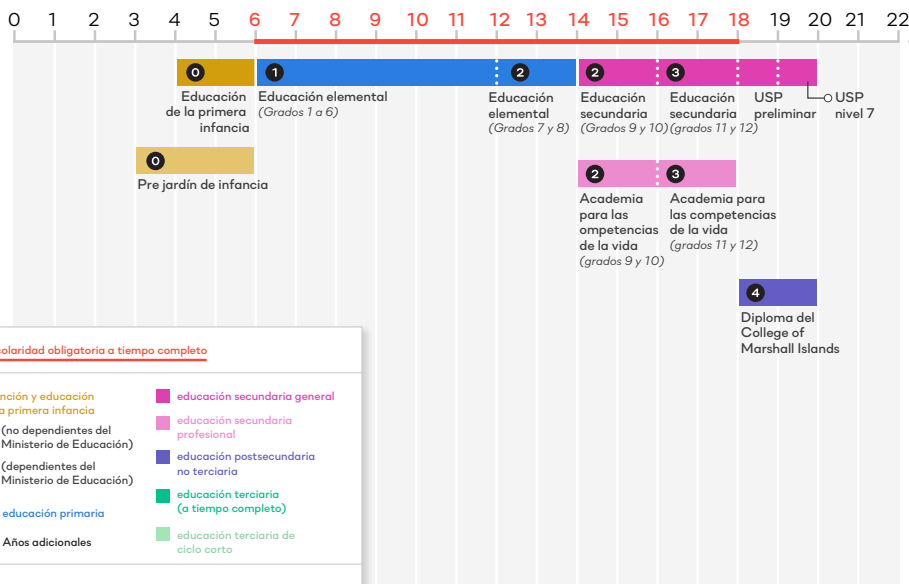 0 1 2 3 4 5 6 7 8 9 10 11 12 13 14 15 16 17 18 19 20 21 22
0 1 2 2 3
Educación
de la primera
infancia
Educación elemental
(Grados 1 a 6)
Educación
elemental
(Grados 7 y 8)
Educación
secundaria
(Grados 9 y 10)
Educación
secundaria
(grados 11 y 12)
USP
preliminar
USP
nivel 7
0
Pre jardín de infancia
2 3
Academia
para las
ompetencias
de la vida
(grados 9 y 10)
Academia para
las competencias
de la vida
(grados 11 y 12)
4
Diploma del
College of
Marshall Islands
colaridad obligatoria a tiempo completo
nción y educación
a primera infancia
(no dependientes del
Ministerio de Educación)
(dependientes del
Ministerio de Educación)
educación primaria
Años adicionales
educación secundaria general
educación secundaria
profesional
educación postsecundaria
no terciaria
educación terciaria
(a tiempo completo)
educación terciaria de
ciclo corto